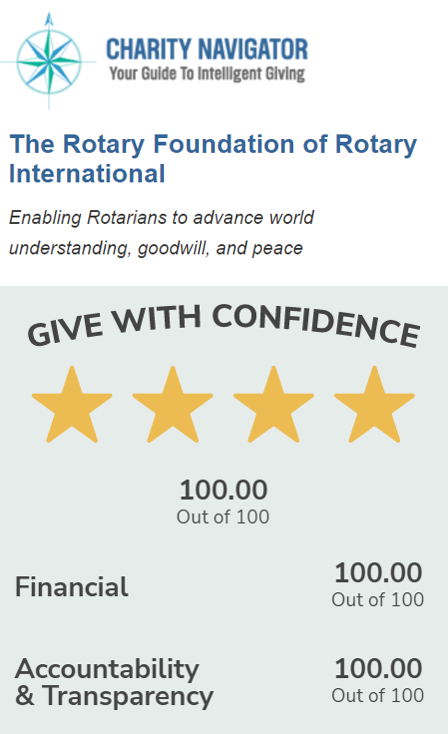 CHARITY NAVIGATOR
Your Guide To Intelligent Giving
The Rotary Foundation of Rotary
International
Enabling Rotarians to advance world
understanding, goodwill, and peace
GIVE WITH CONFIDENCE
100.00
Out of 100
Financial
100.00
Out of 100
Accountability
& Transparency
100.00
Out of 100